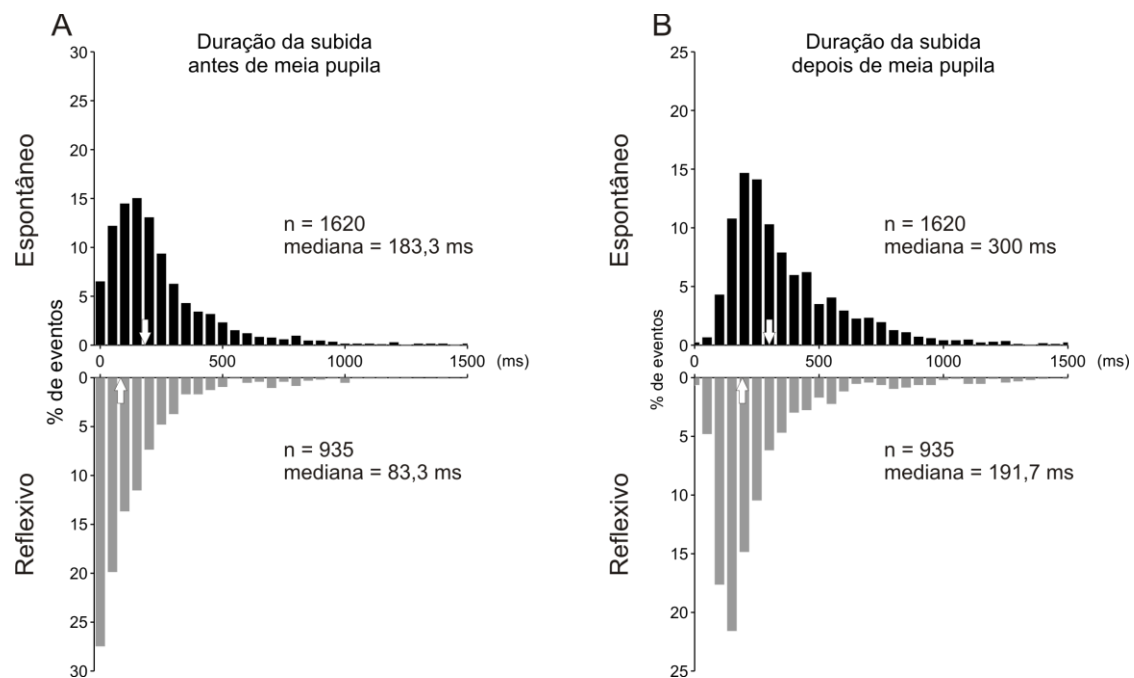 A
Duração da subida
antes de meia pupila
30
25
20
15
10
5
0
Espontâneo
n = 1620
mediana = 183,3 ms
0
500
1000
1500
(ms)
% de eventos
0
5
10
15
20
25
30
Reflexivo
n = 935
mediana = 83,3 ms
B
Duração da subida
depois de meia pupila
25
20
15
10
5
0
Espontâneo
n = 1620
mediana = 300 ms
0
500
1000
1500
(ms)
% de eventos
0
5
10
15
20
25
Reflexivo
n = 935
mediana = 191,7 ms